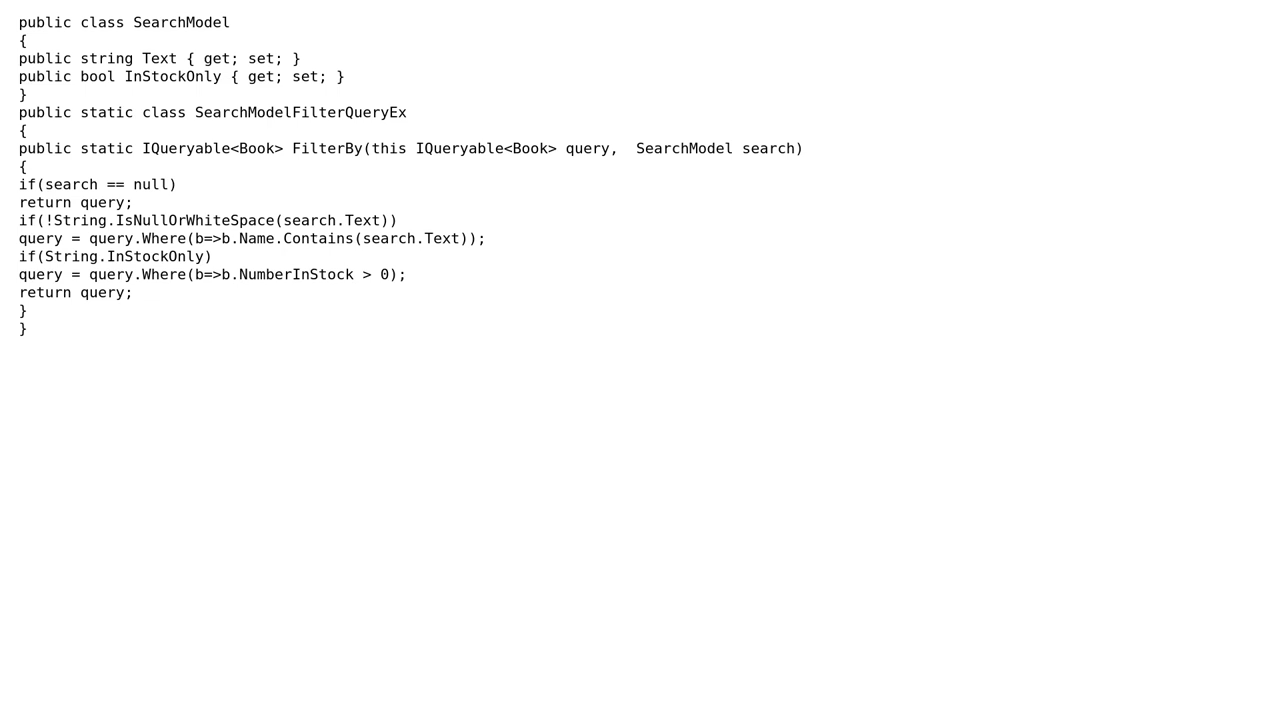 public class SearchModel
{
public string Text { get; set; }
public bool InStockOnly { get; set; }
}
public static class SearchModelFilterQueryEx
{
public static IQueryable<Book> FilterBy(this IQueryable<Book> query,  SearchModel search)
{
if(search == null)
return query;
if(!String.IsNullOrWhiteSpace(search.Text))
query = query.Where(b=>b.Name.Contains(search.Text));
if(String.InStockOnly)
query = query.Where(b=>b.NumberInStock > 0);
return query;
}
}